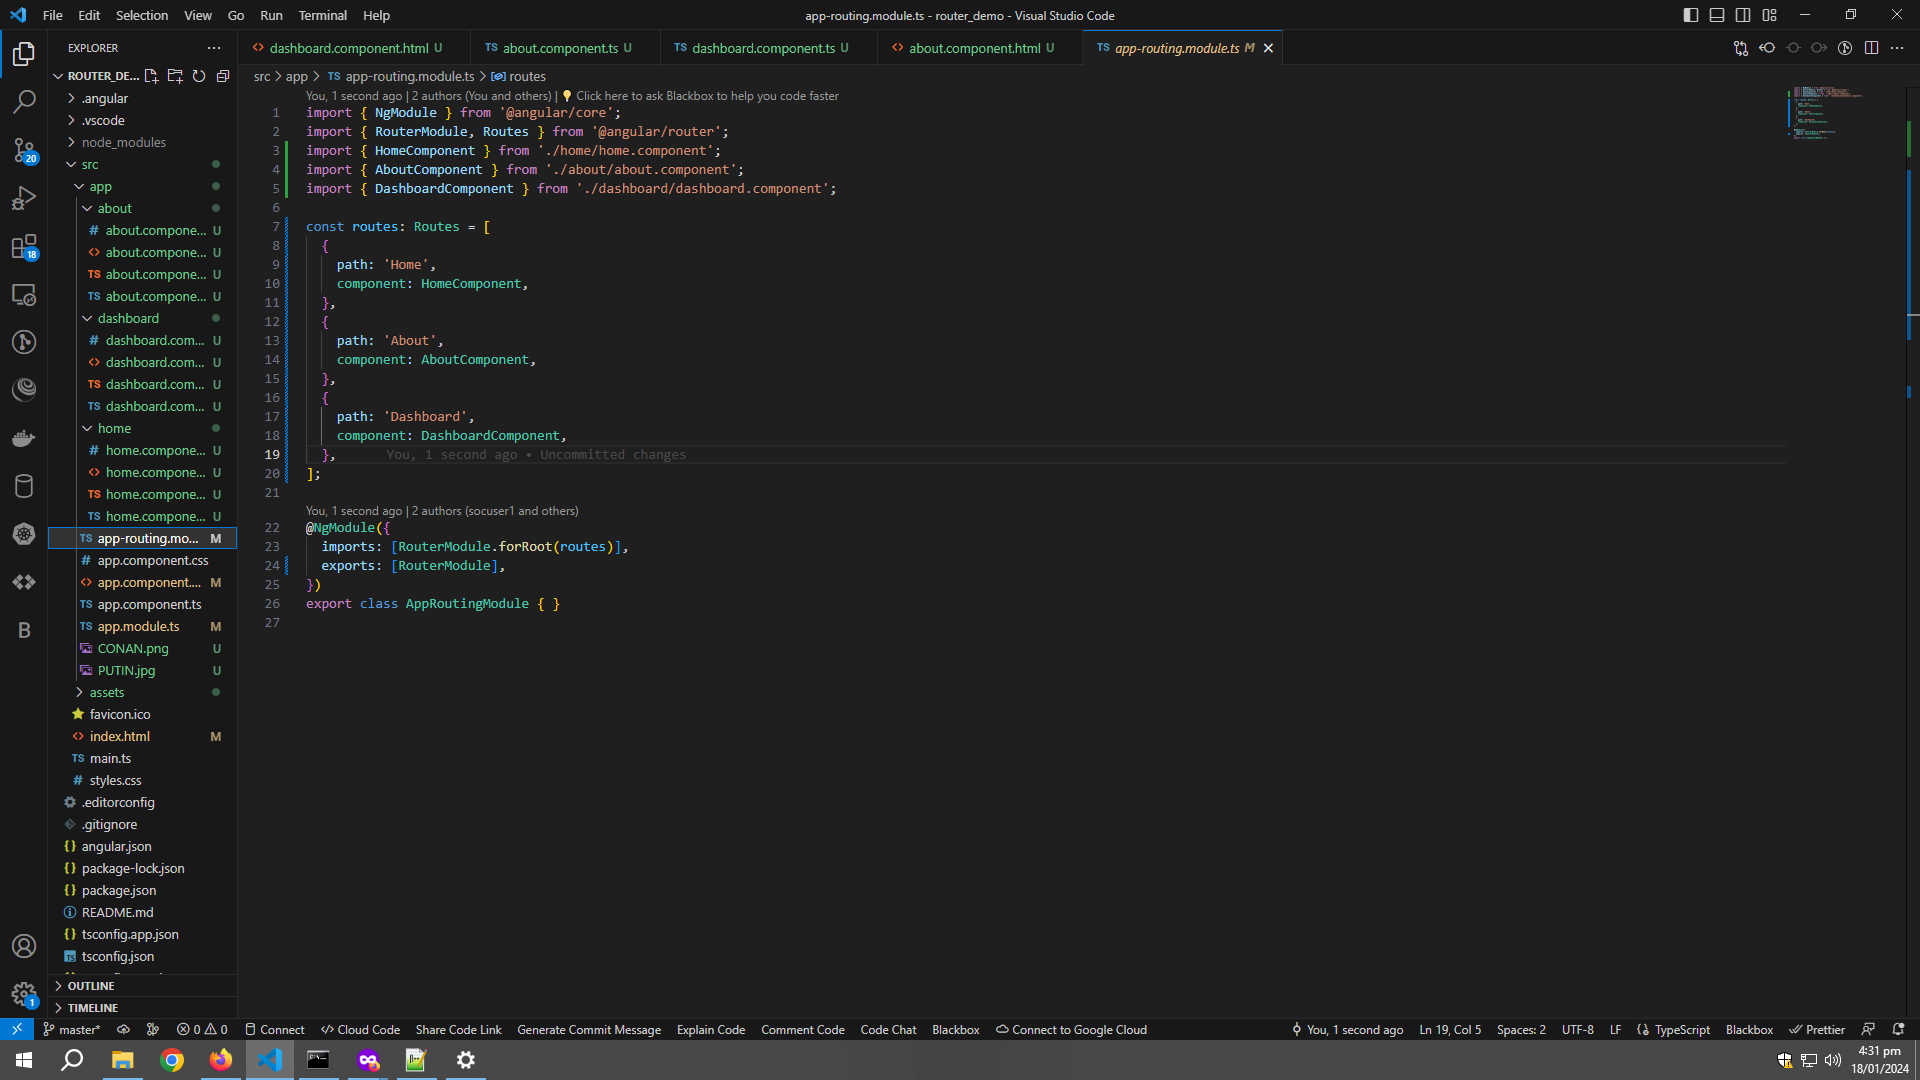 File Edit Selection View Go Run Terminal Help
app-routing.module.ts - router_demo - Visual Studio Code
EXPLORER
dashboard.component.html U
TS about.component.ts U
TS dashboard.component.ts U
about.component.html U
TS app-routing.module.ts M
ROUTER_DE...
src > app > TS app-routing.module.ts > routes
.angular
.vscode
node_modules
src
app
about
# about.compone... U
<> about.compone... U
TS about.compone... U
TS about.compone... U
dashboard
# dashboard.com... U
<> dashboard.com... U
TS dashboard.com... U
TS dashboard.com... U
home
# home.compone... U
<> home.compone... U
TS home.compone... U
TS home.compone... U
TS app-routing.mo... M
# app.component.css
<> app.component.... M
TS app.component.ts
TS app.module.ts M
CONAN.png U
PUTIN.jpg U
assets
favicon.ico
<> index.html M
TS main.ts
# styles.css
.editorconfig
.gitignore
{} angular.json
{} package-lock.json
{} package.json
README.md
{} tsconfig.app.json
tsconfig.json
OUTLINE
TIMELINE
20
18
B
1
You, 1 second ago | 2 authors (You and others) | Click here to ask Blackbox to help you code faster
1 import { NgModule } from '@angular/core';
2 import { RouterModule, Routes } from '@angular/router';
3 import { HomeComponent } from './home/home.component';
4 import { AboutComponent } from './about/about.component';
5 import { DashboardComponent } from './dashboard/dashboard.component';
6
7 const routes: Routes = [
8 {
9 path: 'Home',
10 component: HomeComponent,
11 },
12 {
13 path: 'About',
14 component: AboutComponent,
15 },
16 {
17 path: 'Dashboard',
18 component: DashboardComponent,
19 }, You, 1 second ago • Uncommitted changes
20 ];
21
You, 1 second ago | 2 authors (socuser1 and others)
22 @NgModule({
23 imports: [RouterModule.forRoot(routes)],
24 exports: [RouterModule],
25 })
26 export class AppRoutingModule { }
27
master* 0 0 Connect Cloud Code Share Code Link Generate Commit Message Explain Code Comment Code Code Chat Blackbox Connect to Google Cloud
You, 1 second ago Ln 19, Col 5 Spaces: 2 UTF-8 LF TypeScript Blackbox Prettier
4:31 pm
18/01/2024